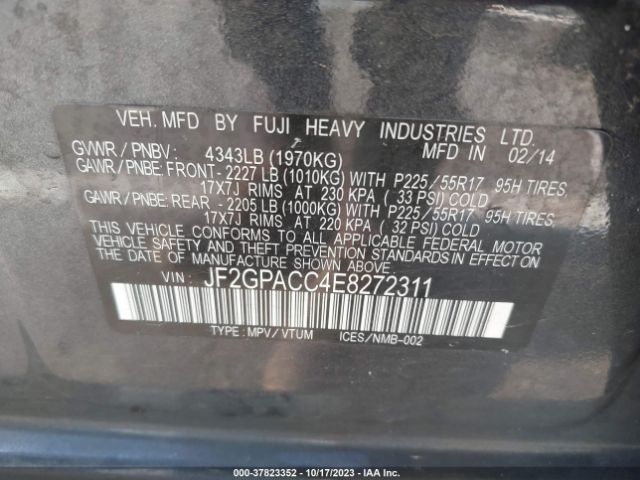 VEH. MFD BY FUJI HEAVY INDUSTRIES LTD.
GVWR / PNBV : 4343LB (1970KG) MFD IN 02/14
GAWR / PNBE: FRONT- 2227 LB (1010KG) WITH P225/55R17 95H TIRES,
17X7J RIMS AT 230 KPA ( 33 PSI) COLD
GAWR / PNBE: REAR - 2205 LB (1000KG) WITH P225/55R17 95H TIRES,
17X7J RIMS AT 220 KPA ( 32 PSI) COLD
THIS VEHICLE CONFORMS TO ALL APPLICABLE FEDERAL MOTOR
VEHICLE SAFETY AND THEFT PREVENTION STANDARDS IN EFFECT ON
THE DATE OF MANUFACTURE SHOWN ABOVE.
VIN : JF2GPACC4E8272311
TYPE : MPV / VTUM ICES/NMB-002
000-37823352 - 10/17/2023 - IAAI.COM